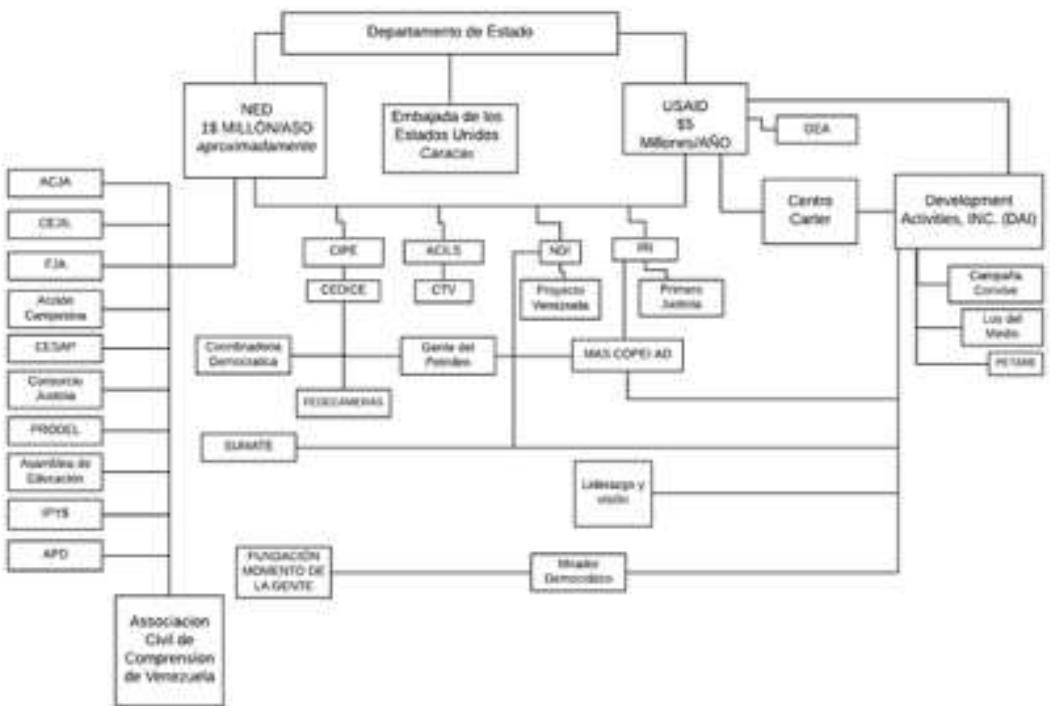 Departamento de Estado
NED
1$ MILLÓN/ASO
aproximadamente
Embajada de los
Estados Unidos
Caracas
USAID
$5
Millones/AÑO
OEA
ACJA
CEJIL
FJA
Acción
Campesina
CESAP
Consorcio
Justicia
PRODEL
Asamblea de
Educación
IPYS
APD
Associacion
Civil de
Comprension
de Venezuela
Centro
Carter
Development
Activities, INC. (DAI)
CIPE
ACILS
NDI
IRI
CEDICE
CTV
Proyecto
Venezuela
Primero
Justicia
Campaña
Convive
Los del
Medio
PETARE
Coordinadora
Democratica
Gente del
Petróleo
MAS COPEI AD
FEDECAMERAS
SUMATE
Liderazgo y
visión
FUNDACIÓN
MOMENTO DE
LA GENTE
Mirador
Democrático